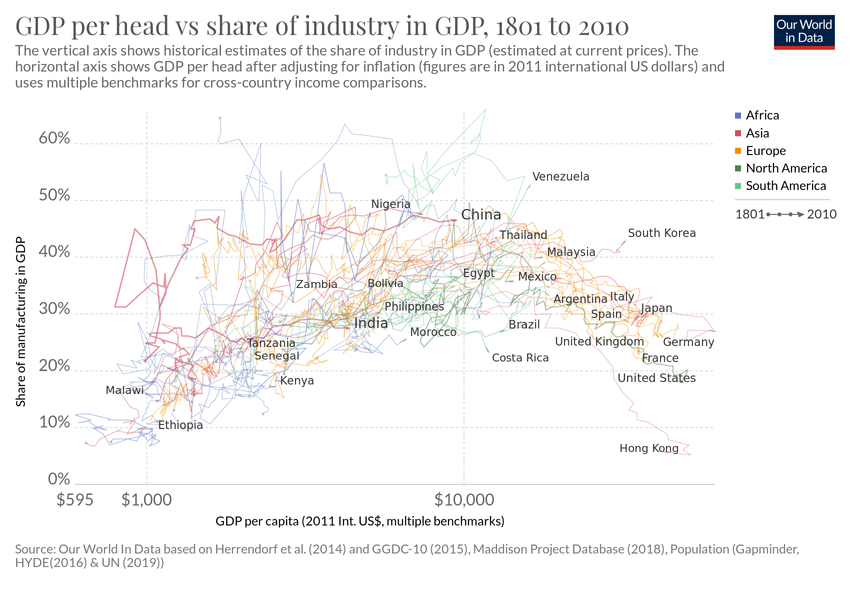 GDP per head vs share of industry in GDP, 1801 to 2010
Our World
in Data
The vertical axis shows historical estimates of the share of industry in GDP (estimated at current prices). The
horizontal axis shows GDP per head after adjusting for inflation (figures are in 2011 international US dollars) and
uses multiple benchmarks for cross-country income comparisons.
Africa
Asia
Europe
North America
South America
1801
2010
60%
50%
40%
30%
20%
10%
0%
Share of manufacturing in GDP
Venezuela
Nigeria
China
Thailand
South Korea
Malaysia
Zambia
Bolivia
Egypt
Mexico
Philippines
Argentina
Italy
Japan
Spain
India
Morocco
Brazil
Tanzania
Senegal
United Kingdom
Germany
Costa Rica
France
Kenya
United States
Malawi
Ethiopia
Hong Kong
$595
$1,000
$10,000
GDP per capita (2011 Int. US$, multiple benchmarks)
Source: Our World In Data based on Herrendorf et al. (2014) and GGDC-10 (2015), Maddison Project Database (2018), Population (Gapminder,
HYDE(2016) & UN (2019))